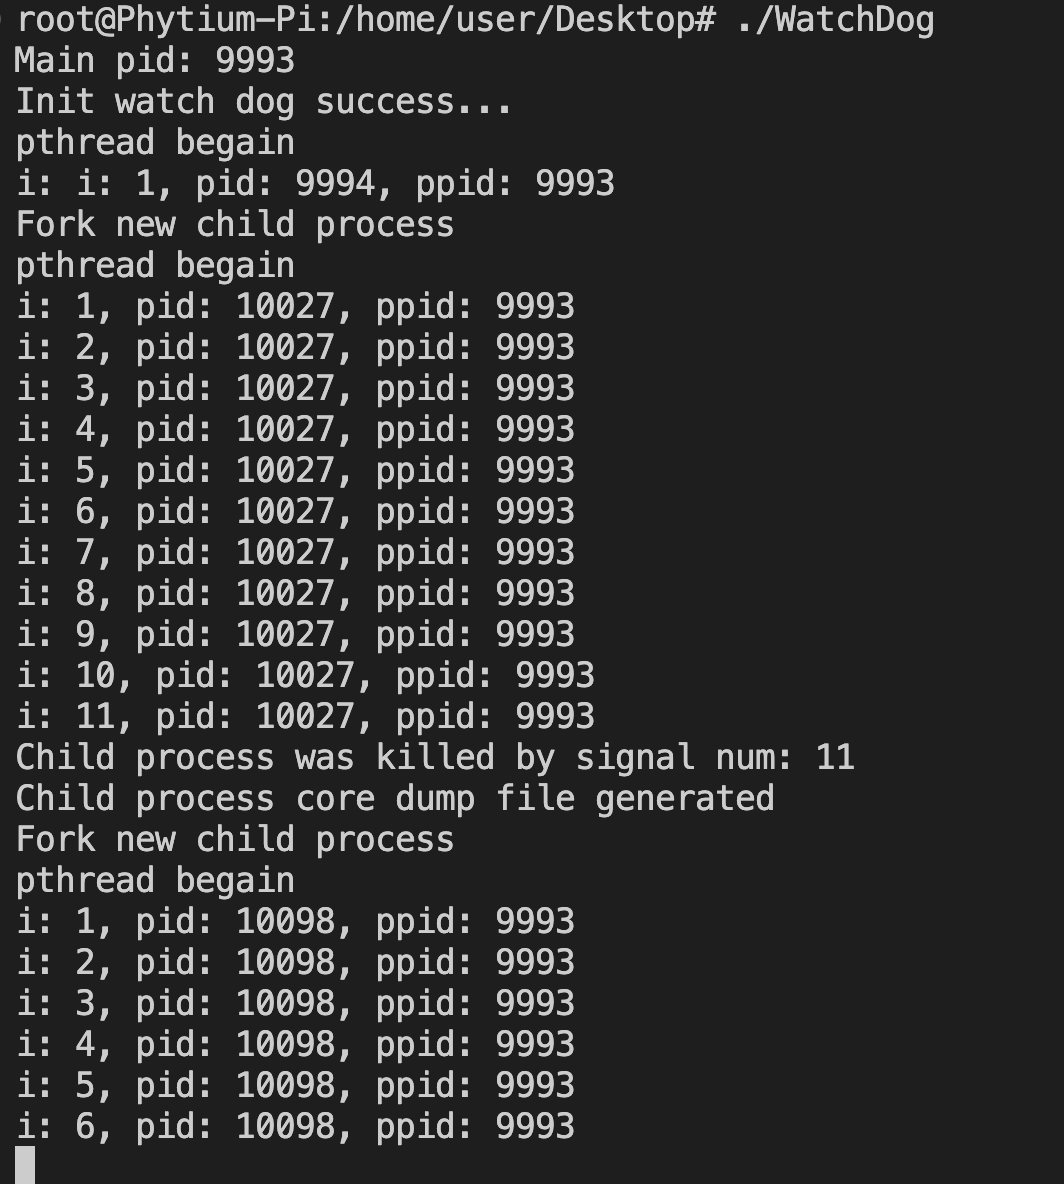 root@Phytium-Pi:/home/user/Desktop# ./WatchDog
Main pid: 9993
Init watch dog success...
pthread begain
i: i: 1, pid: 9994, ppid: 9993
Fork new child process
pthread begain
i: 1, pid: 10027, ppid: 9993
i: 2, pid: 10027, ppid: 9993
i: 3, pid: 10027, ppid: 9993
i: 4, pid: 10027, ppid: 9993
i: 5, pid: 10027, ppid: 9993
i: 6, pid: 10027, ppid: 9993
i: 7, pid: 10027, ppid: 9993
i: 8, pid: 10027, ppid: 9993
i: 9, pid: 10027, ppid: 9993
i: 10, pid: 10027, ppid: 9993
i: 11, pid: 10027, ppid: 9993
Child process was killed by signal num: 11
Child process core dump file generated
Fork new child process
pthread begain
i: 1, pid: 10098, ppid: 9993
i: 2, pid: 10098, ppid: 9993
i: 3, pid: 10098, ppid: 9993
i: 4, pid: 10098, ppid: 9993
i: 5, pid: 10098, ppid: 9993
i: 6, pid: 10098, ppid: 9993